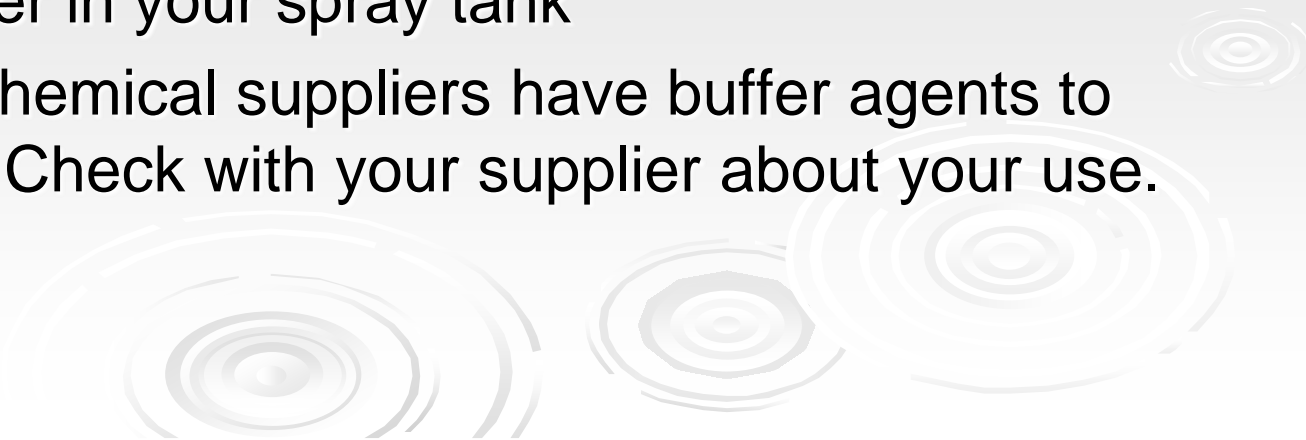 er in your spray tank
hemical suppliers have buffer agents to
Check with your supplier about your use.